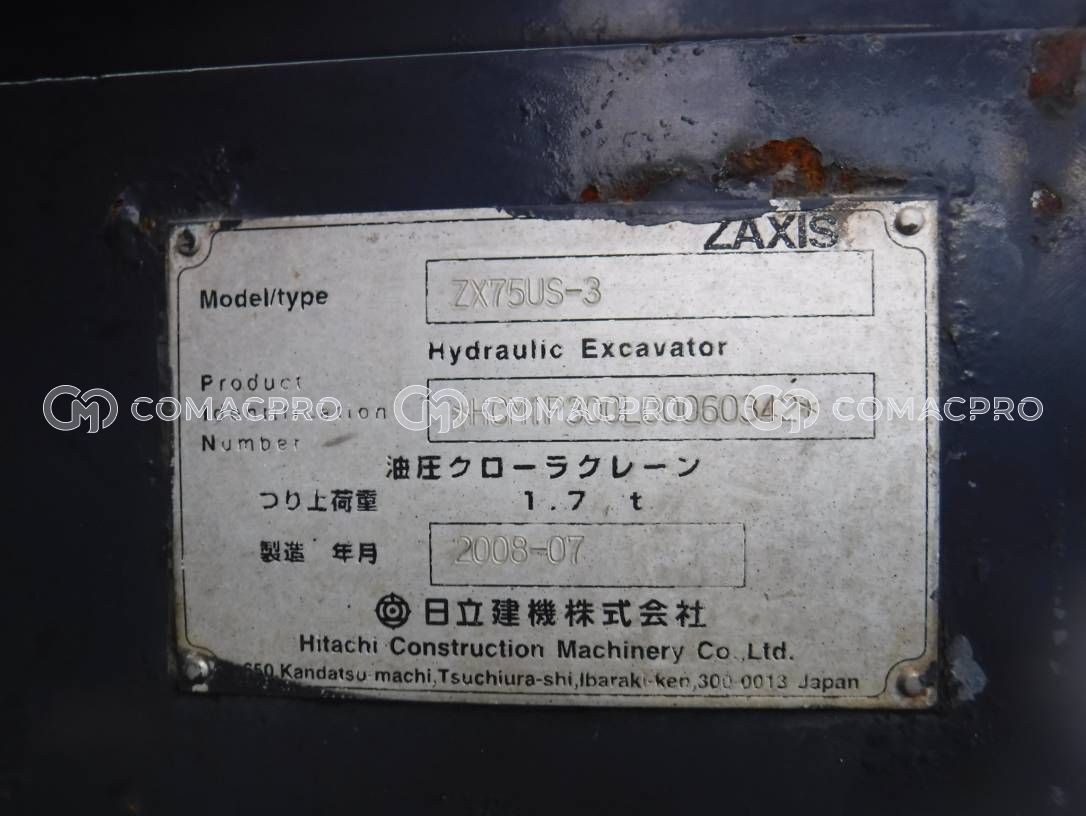 ZAXIS
Model/type ZX75US-3
Hydraulic Excavator
Product
Identification
Number
COMACPRO COMACPRO COMACPRO
油圧クローラクレーン
つり上荷重 1.7 t
製造 年月 2008-07
日立建機株式会社
Hitachi Construction Machinery Co.,Ltd.
650,Kandatsu-machi,Tsuchiura-shi,Ibaraki-ken,300-0013 Japan